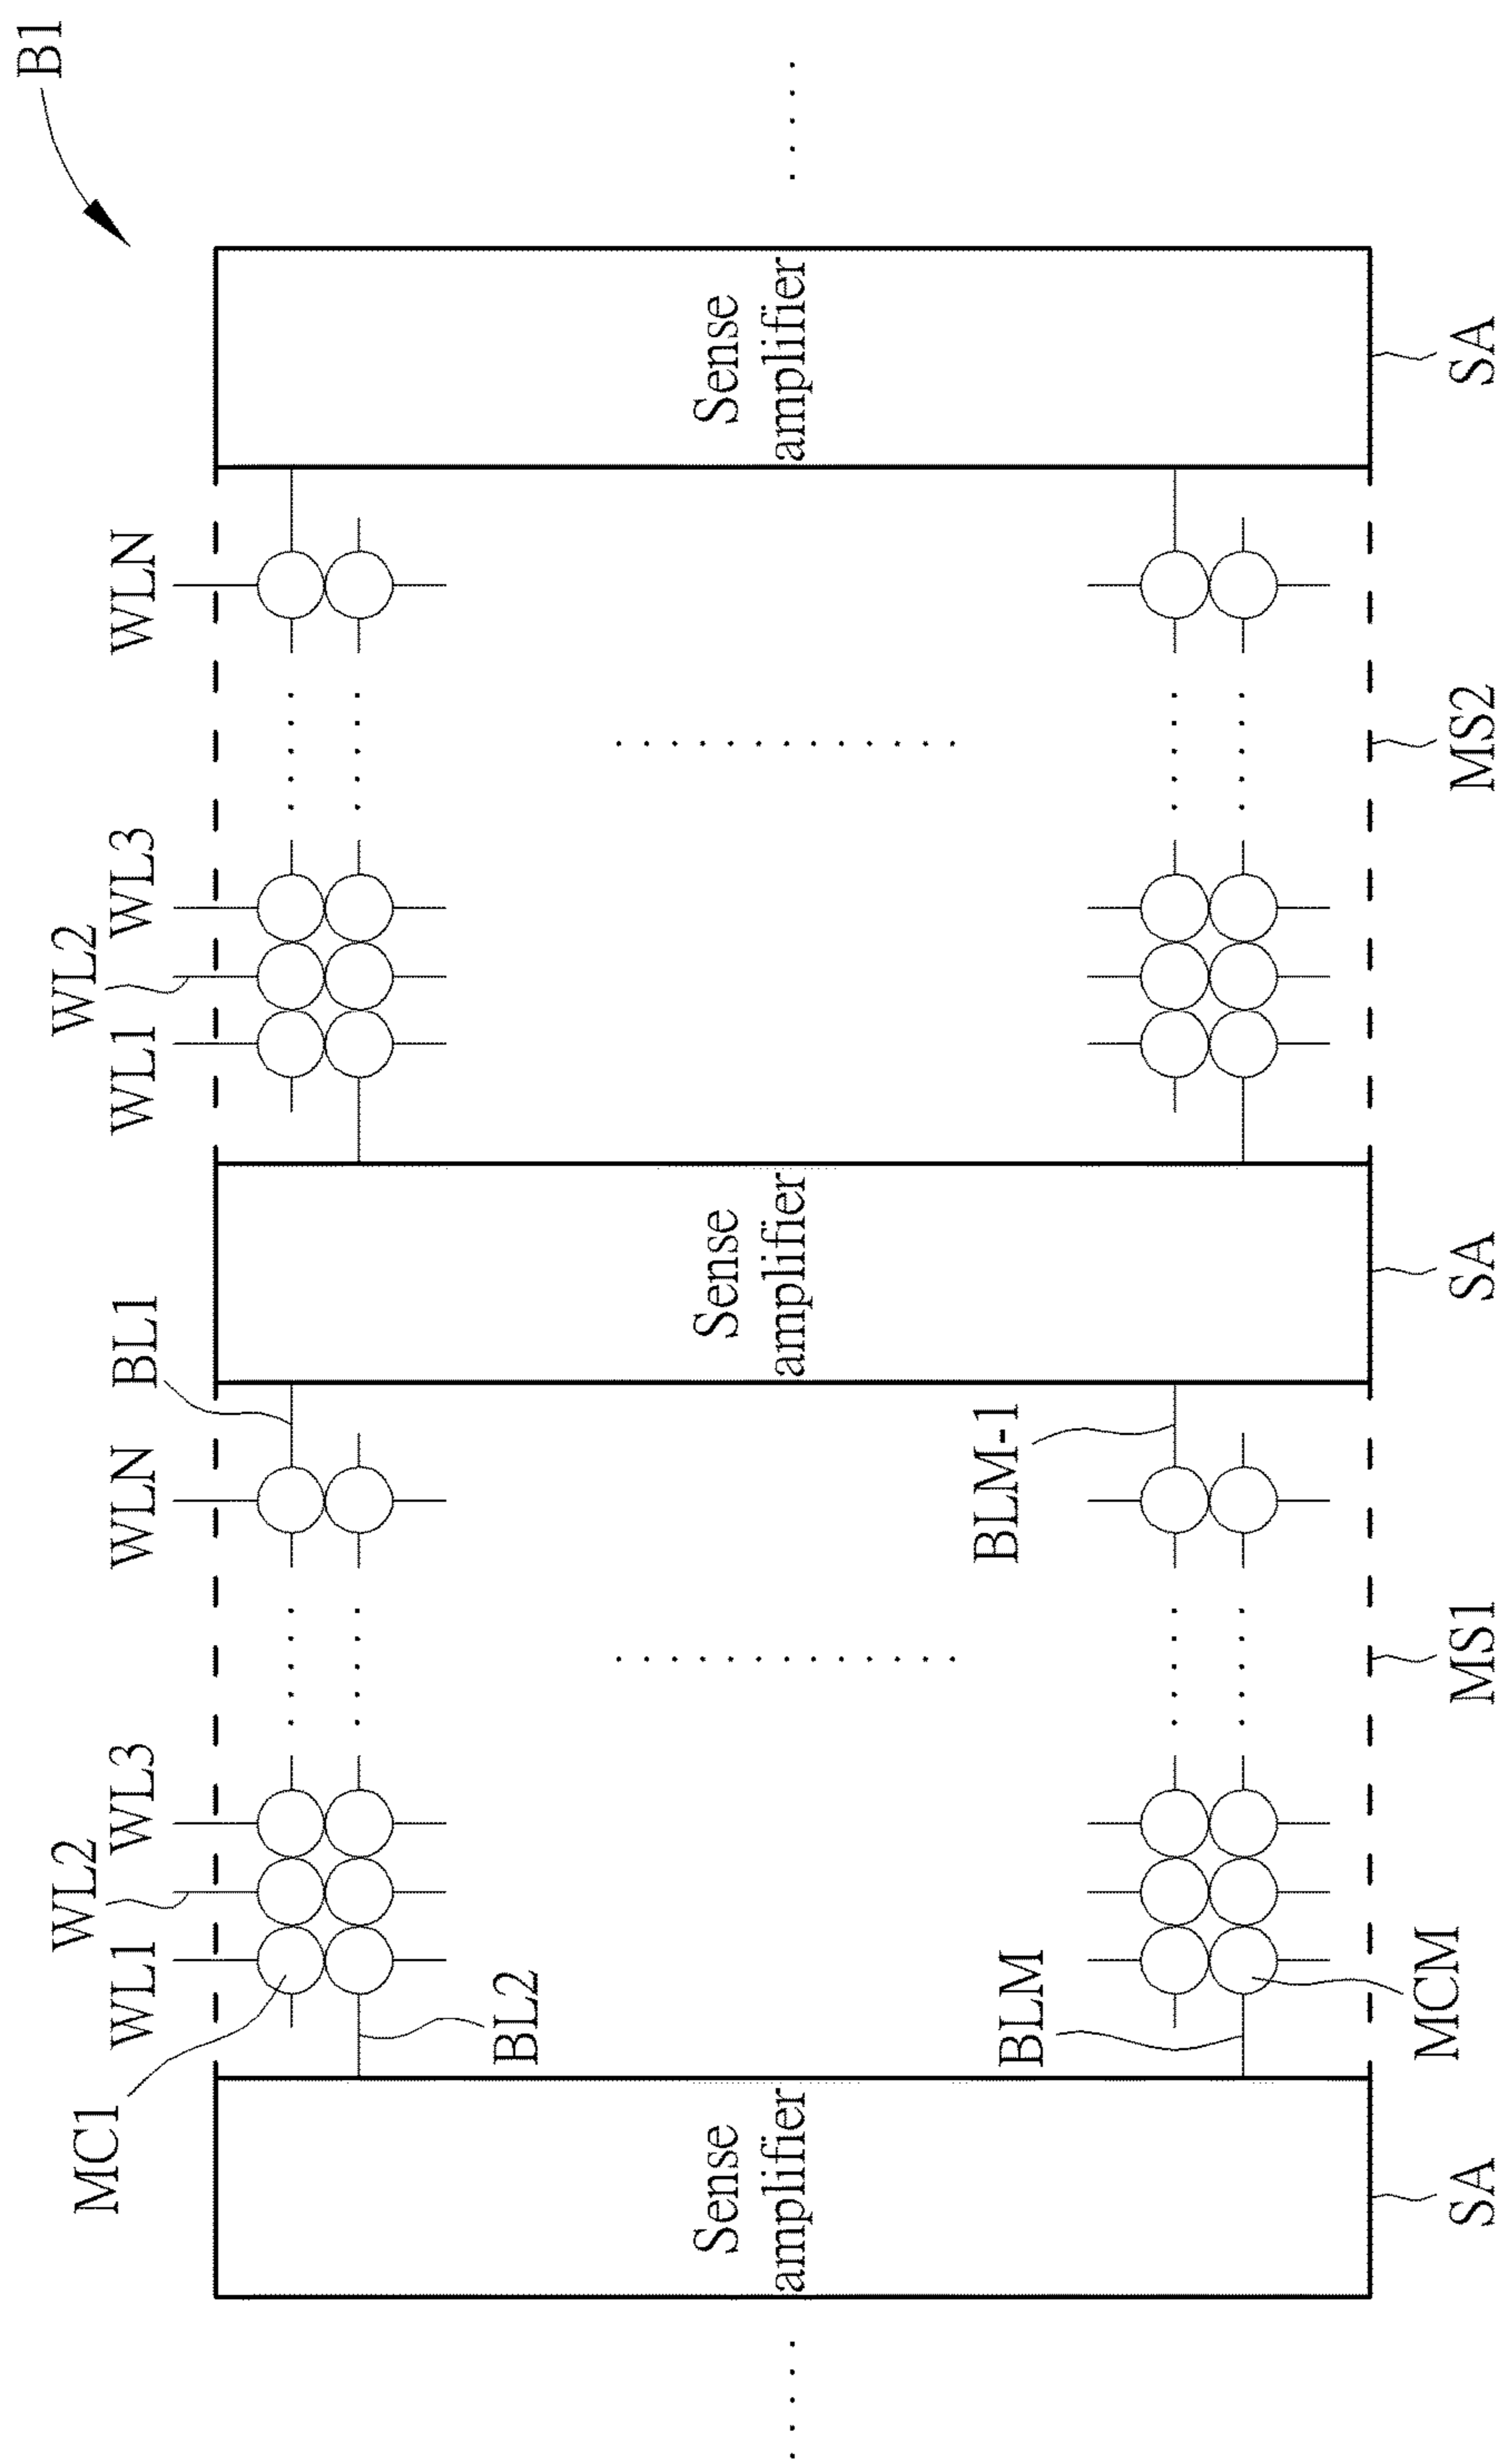 B1
WL2
WL2
MC1
WL1
WL3
WLN
BL1
WL1
WL3
WLN
BL2
Sense
amplifier
Sense
amplifier
Sense
amplifier
BLM-1
BLM
MCM
SA
MS1
SA
MS2
SA